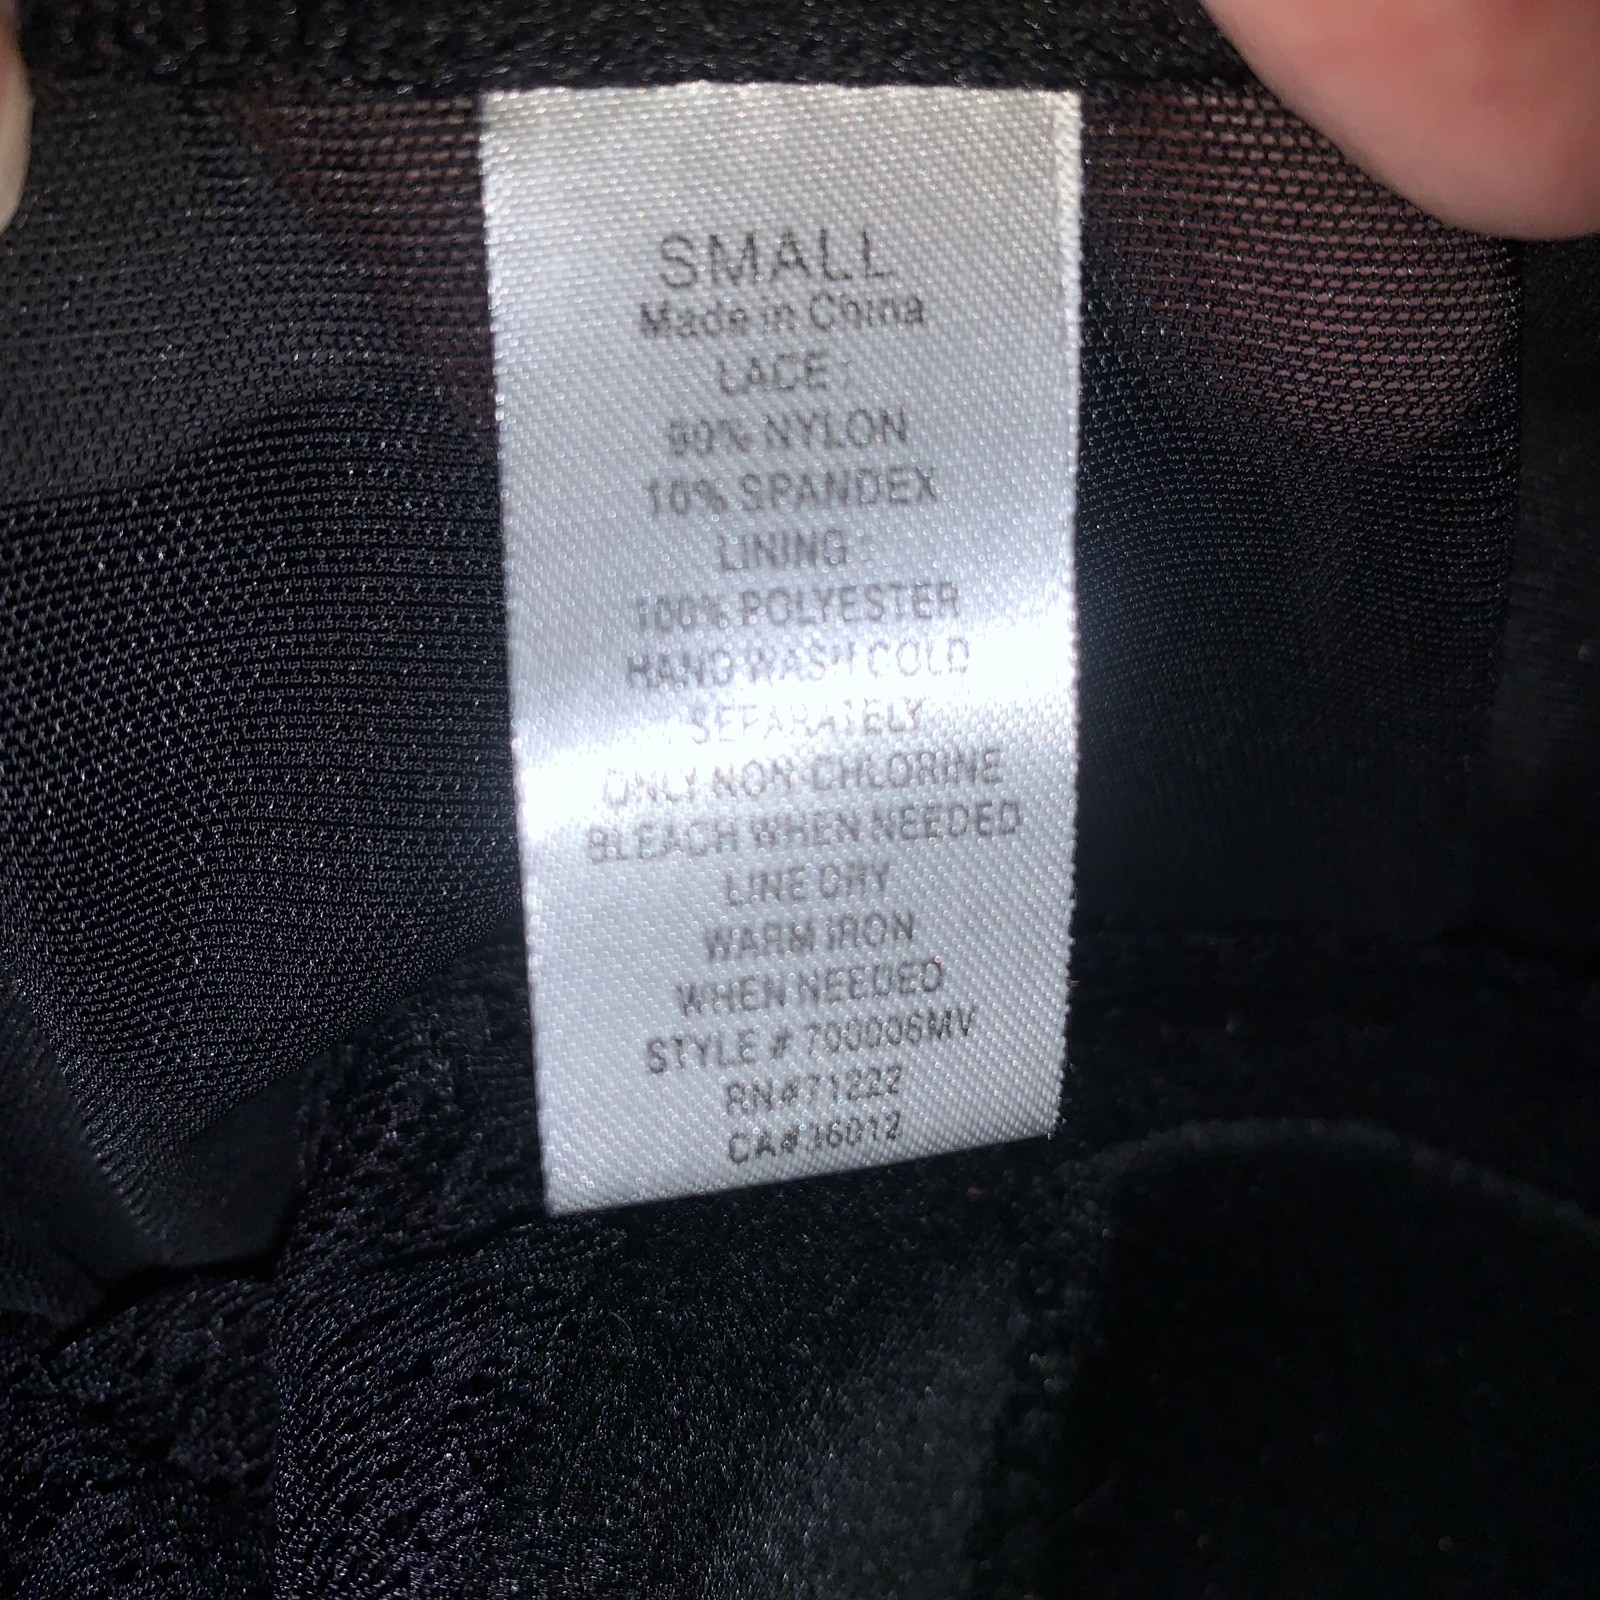 SMALL
Made in China
LACE:
90% NYLON
10% SPANDEX
LINING:
100% POLYESTER
HANG WASH COLD
SEPARATELY
ONLY NON-CHLORINE
BLEACH WHEN NEEDED
LINE DRY
WARM IRON
WHEN NEEDED
STYLE # 700006MV
RN#71222
CA#36012